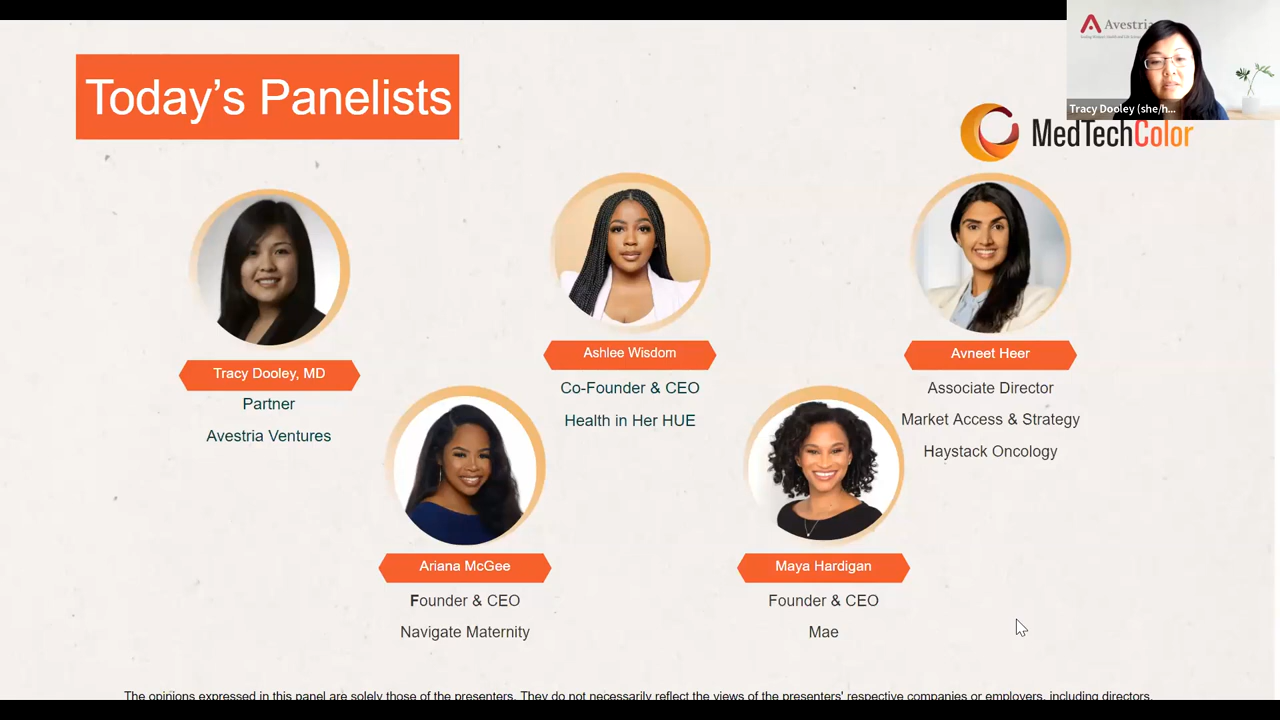 Today's Panelists
Avestria
Tracy Dooley (she/h...
MedTechColor
Tracy Dooley, MD
Partner
Avestria Ventures
Ashlee Wisdom
Co-Founder & CEO
Health in Her HUE
Avneet Heer
Associate Director
Market Access & Strategy
Haystack Oncology
Ariana McGee
Founder & CEO
Navigate Maternity
Maya Hardigan
Founder & CEO
Mae
The opinions expressed in this panel are solely those of the presenters. They do not necessarily reflect the views of the presenters' respective companies or employers, including directors,